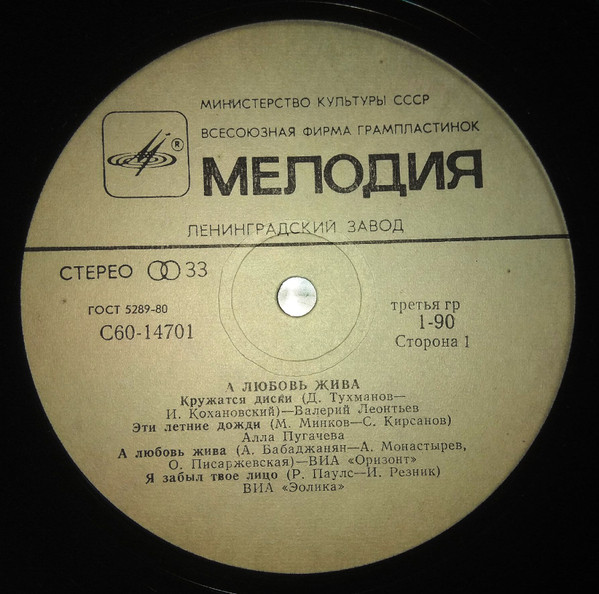 МИНИСТЕРСТВО КУЛЬТУРЫ СССР
ВСЕСОЮЗНАЯ ФИРМА ГРАМПЛАСТИНОК
®
МЕЛОДИЯ
ЛЕНИНГРАДСКИЙ ЗАВОД
СТЕРЕО 33
ГОСТ 5289-80
С60-14701
третья гр
1-90
Сторона 1
А ЛЮБОВЬ ЖИВА
Кружатся диски (Д. Тухманов—
И. Кохановский)—Валерий Леонтьев
Эти летние дожди (М. Минков—С. Кирсанов)
Алла Пугачева
А любовь жива (А. Бабаджанян—А. Монастырев,
О. Писаржевская)—ВИА «Оризонт»
Я забыл твое лицо (Р. Паулс—И. Резник)
ВИА «Эолика»